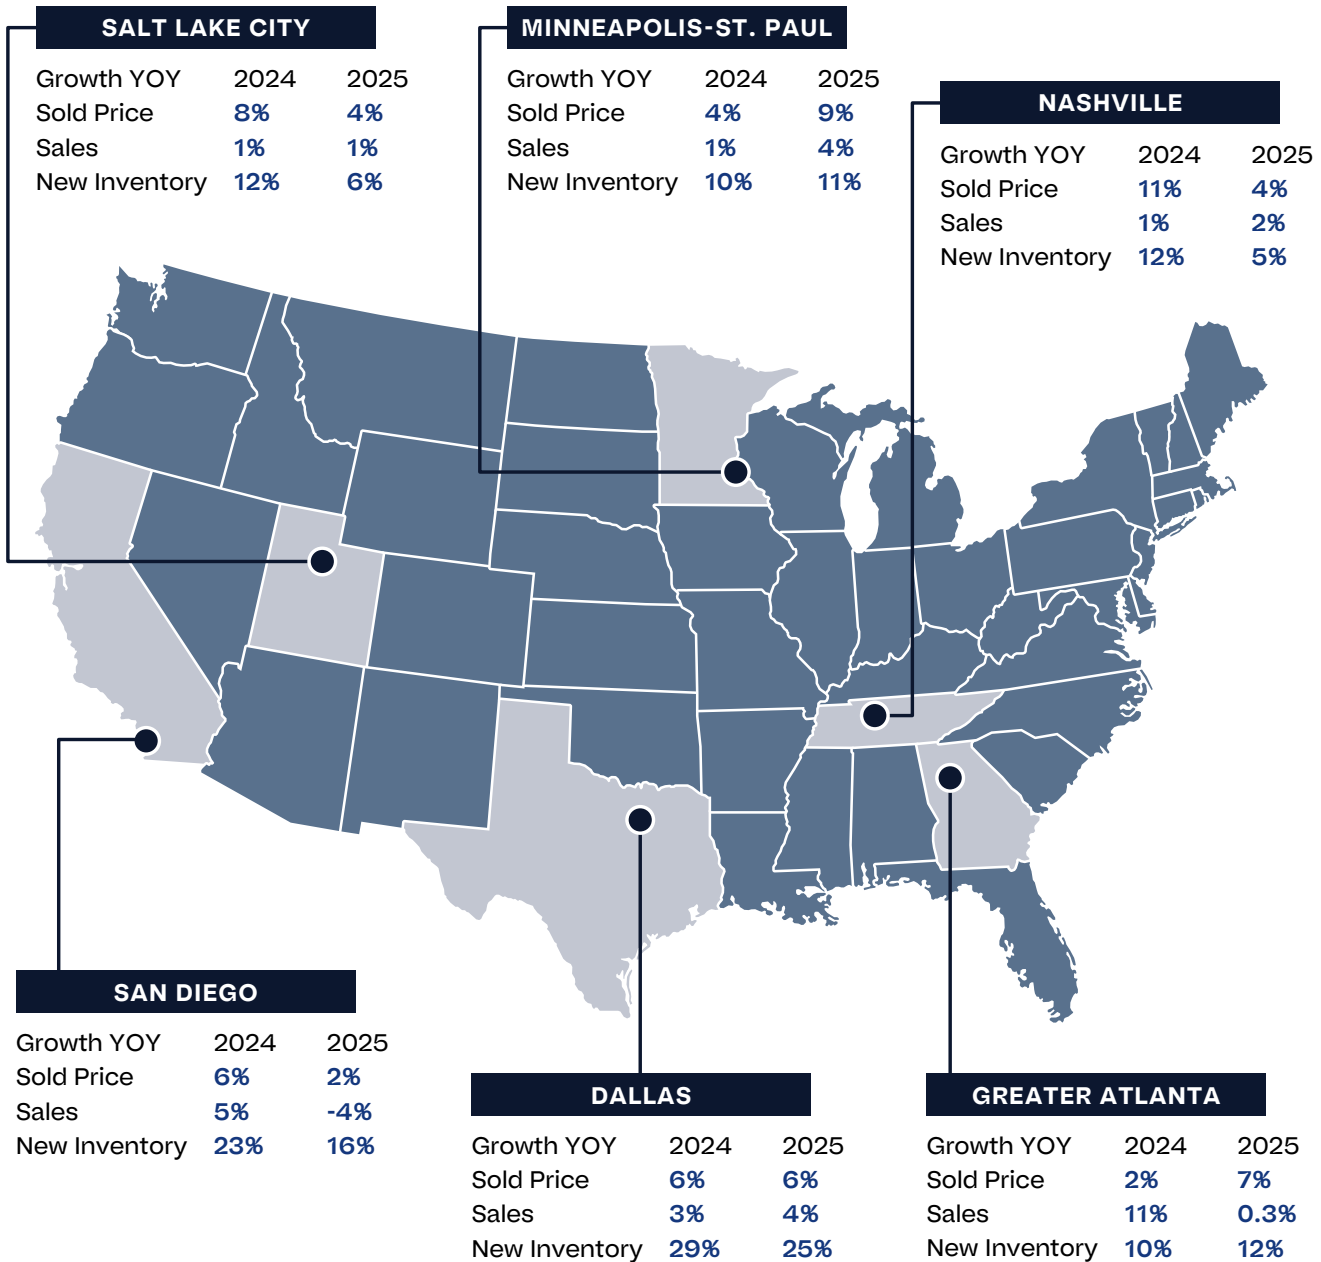 SALT LAKE CITY
Growth YOY 2024 2025
Sold Price 8% 4%
Sales 1% 1%
New Inventory 12% 6%
MINNEAPOLIS-ST. PAUL
Growth YOY 2024 2025
Sold Price 4% 9%
Sales 1% 4%
New Inventory 10% 11%
NASHVILLE
Growth YOY 2024 2025
Sold Price 11% 4%
Sales 1% 2%
New Inventory 12% 5%
SAN DIEGO
Growth YOY 2024 2025
Sold Price 6% 2%
Sales 5% -4%
New Inventory 23% 16%
DALLAS
Growth YOY 2024 2025
Sold Price 6% 6%
Sales 3% 4%
New Inventory 29% 25%
GREATER ATLANTA
Growth YOY 2024 2025
Sold Price 2% 7%
Sales 11% 0.3%
New Inventory 10% 12%